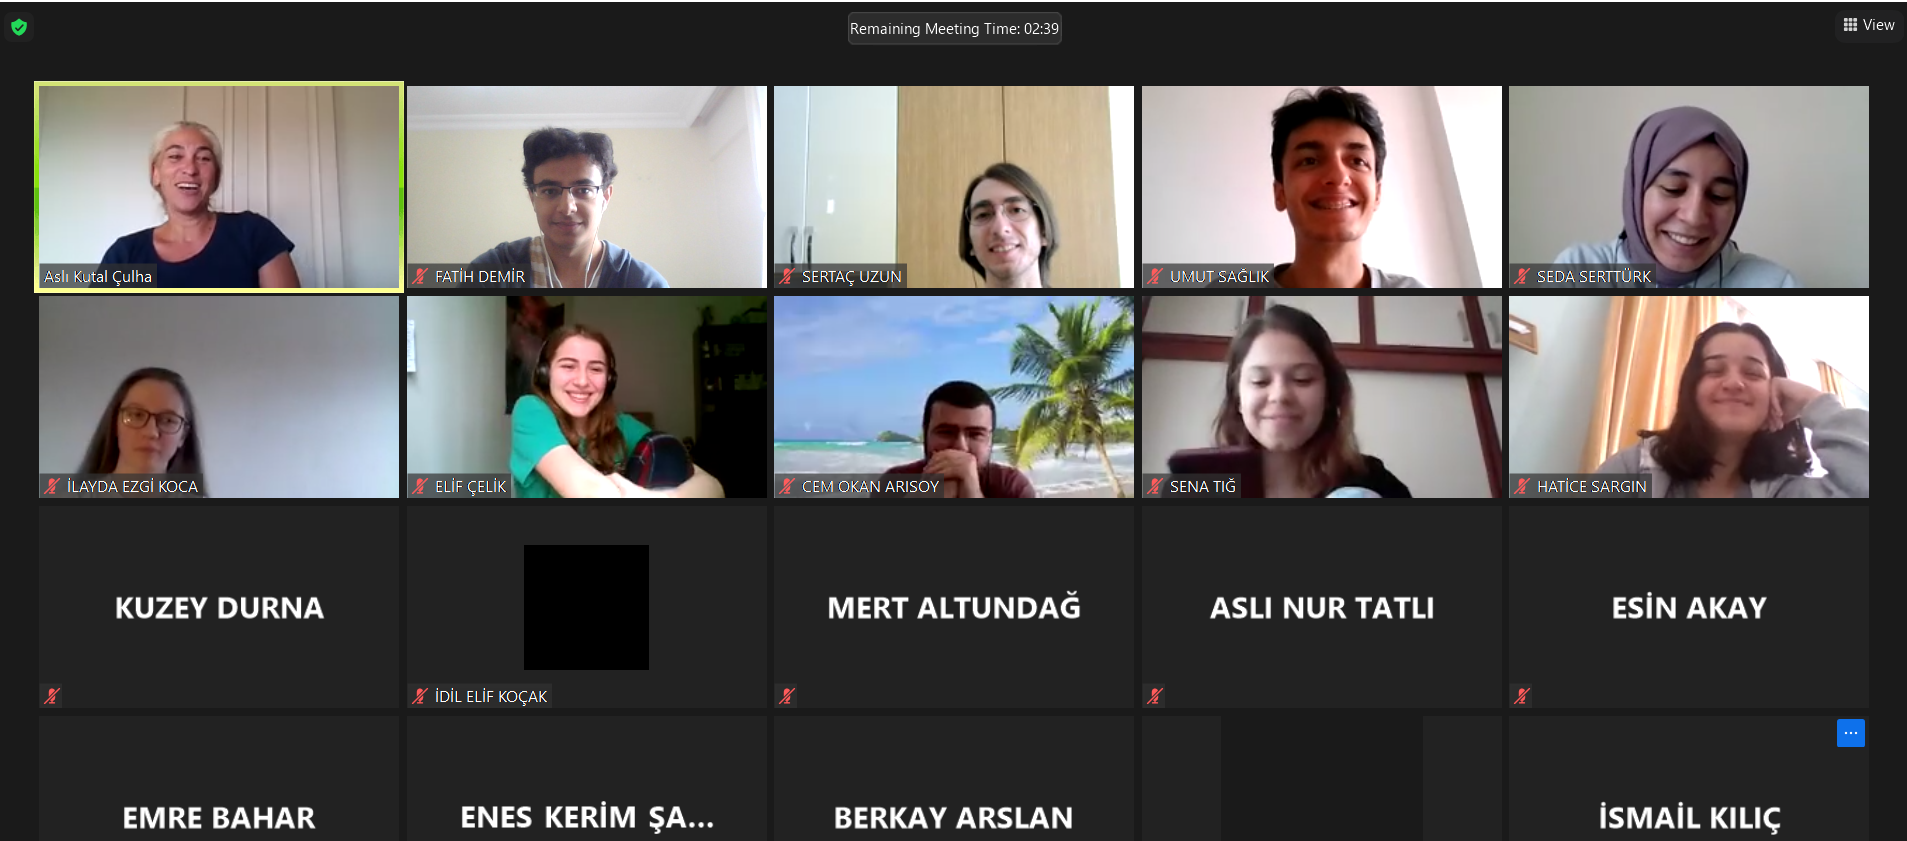 Remaining Meeting Time: 02:39
View
Aslı Kutal Çulha
FATİH DEMİR
SERTAÇ UZUN
UMUT SAĞLIK
SEDA SERTTÜRK
İLAYDA EZGİ KOCA
ELİF ÇELİK
CEM OKAN ARISOY
SENA TIĞ
HATİCE SARGIN
KUZEY DURNA
İDİL ELİF KOÇAK
MERT ALTUNDAĞ
ASLI NUR TATLI
ESİN AKAY
EMRE BAHAR
ENES KERİM ŞA...
BERKAY ARSLAN
İSMAİL KILIÇ